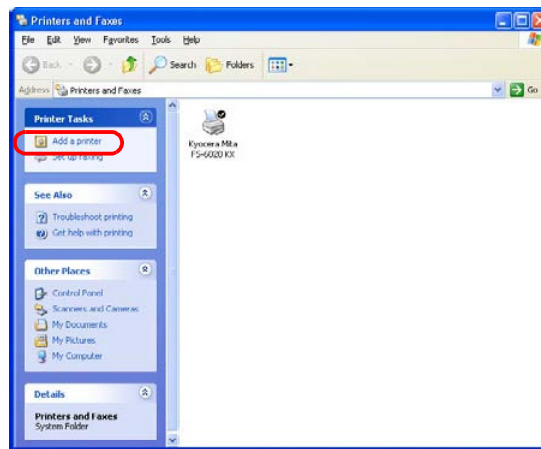 Printers and Faxes
File Edit View Favorites Tools Help
Back Search Folders
Address Printers and Faxes Go
Printer Tasks
Add a printer
Set up faxing
See Also
Troubleshoot printing
Get help with printing
Other Places
Control Panel
Scanners and Cameras
My Documents
My Pictures
My Computer
Details
Printers and Faxes
System Folder
Kyocera Mita
FS-6020 KX